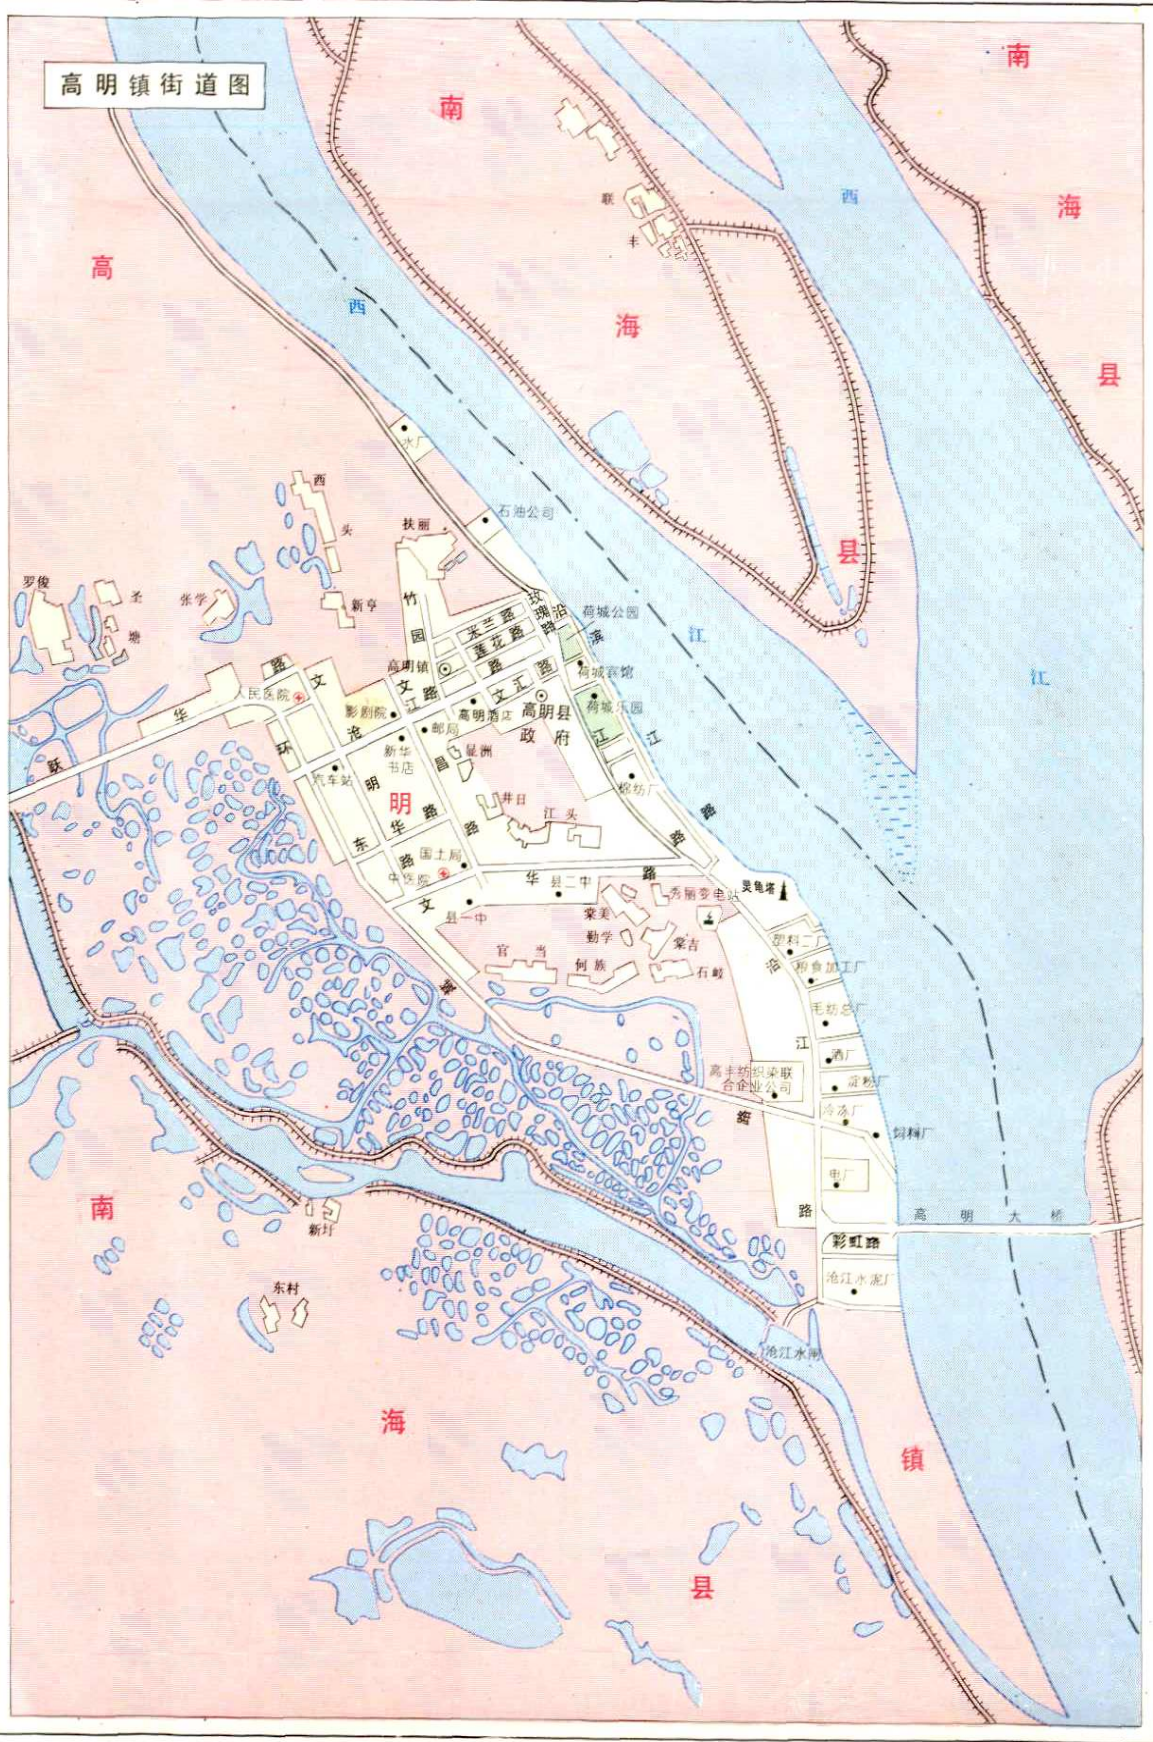 高明镇街道图
南
海
县
南
海
县
高
明
镇
南
海
县
西
江
西
江
联丰
水厂
石油公司
西头
扶丽
罗俊
圣塘
张学
新亨
竹园路
玫瑰路
沿江路
滨江路
荷城公园
米兰路
莲花路
高明镇
荷城宾馆
文汇路
文昌路
沧江路
人民医院
影剧院
高明酒店
高明县政府
荷城乐园
邮局
新华书店
显洲
跃华路
环城路
文明路
汽车站
棉纺厂
井日
江头
东华路
国土局
中医院
县二中
县一中
秀丽变电站
灵龟塔
棠美
勤学
棠吉
官当
何族
石岐
塑料二厂
粮食加工厂
毛纺总厂
酒厂
淀粉厂
高丰纺织染联合企业公司
冷冻厂
饲料厂
电厂
高明大桥
彩虹路
沧江水泥厂
沧江水闸
新圩
东村